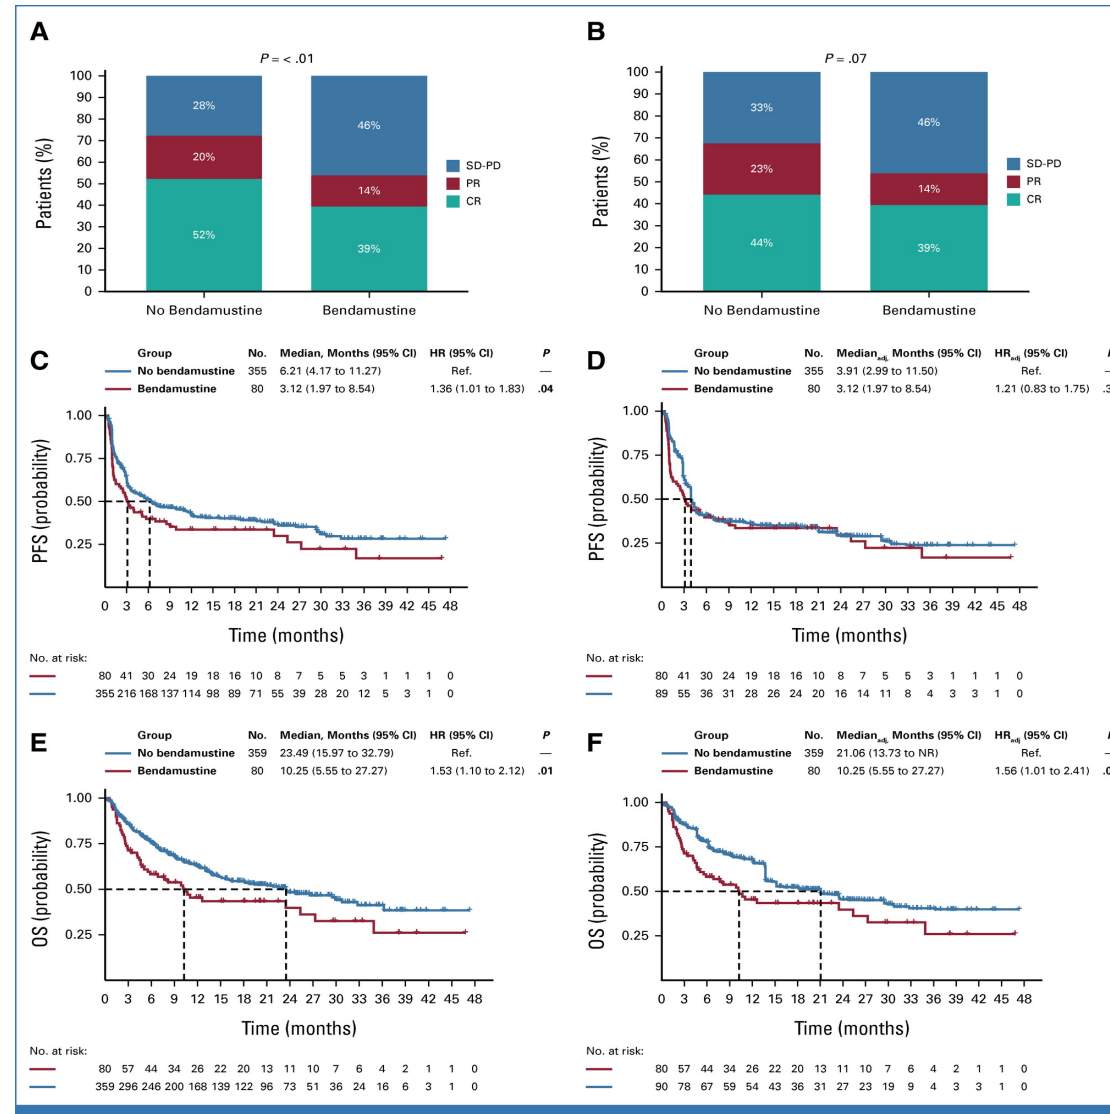 A
P = < .01
100
90
80
70
60
50
40
30
20
10
0
Patients (%)
28%
20%
52%
46%
14%
39%
SD-PD
PR
CR
No Bendamustine
Bendamustine
B
P = .07
100
90
80
70
60
50
40
30
20
10
0
Patients (%)
33%
23%
44%
46%
14%
39%
SD-PD
PR
CR
No Bendamustine
Bendamustine
C
Group No. Median, Months (95% CI) HR (95% CI) P
No bendamustine 355 6.21 (4.17 to 11.27) Ref. —
Bendamustine 80 3.12 (1.97 to 8.54) 1.36 (1.01 to 1.83) .04
1.00
0.75
0.50
0.25
PFS (probability)
0 3 6 9 12 15 18 21 24 27 30 33 36 39 42 45 48
Time (months)
No. at risk:
80 41 30 24 19 18 16 10 8 7 5 5 3 1 1 1 0
355 216 168 137 114 98 89 71 55 39 28 20 12 5 3 1 0
D
Group No. Medianadj, Months (95% CI) HRadj (95% CI)
No bendamustine 355 3.91 (2.99 to 11.50) Ref.
Bendamustine 80 3.12 (1.97 to 8.54) 1.21 (0.83 to 1.75) .3
1.00
0.75
0.50
0.25
PFS (probability)
0 3 6 9 12 15 18 21 24 27 30 33 36 39 42 45 48
Time (months)
No. at risk:
80 41 30 24 19 18 16 10 8 7 5 5 3 1 1 1 0
89 55 36 31 28 26 24 20 16 14 11 8 4 3 3 1 0
E
Group No. Median, Months (95% CI) HR (95% CI) P
No bendamustine 359 23.49 (15.97 to 32.79) Ref. —
Bendamustine 80 10.25 (5.55 to 27.27) 1.53 (1.10 to 2.12) .01
1.00
0.75
0.50
0.25
OS (probability)
0 3 6 9 12 15 18 21 24 27 30 33 36 39 42 45 48
Time (months)
No. at risk:
80 57 44 34 26 22 20 13 11 10 7 6 4 2 1 1 0
359 296 246 200 168 139 122 96 73 51 36 24 16 6 3 1 0
F
Group No. Medianadj, Months (95% CI) HRadj (95% CI)
No bendamustine 359 21.06 (13.73 to NR) Ref.
Bendamustine 80 10.25 (5.55 to 27.27) 1.56 (1.01 to 2.41) .0
1.00
0.75
0.50
0.25
OS (probability)
0 3 6 9 12 15 18 21 24 27 30 33 36 39 42 45 48
Time (months)
No. at risk:
80 57 44 34 26 22 20 13 11 10 7 6 4 2 1 1 0
90 78 67 59 54 43 36 31 27 23 19 9 4 3 3 1 0